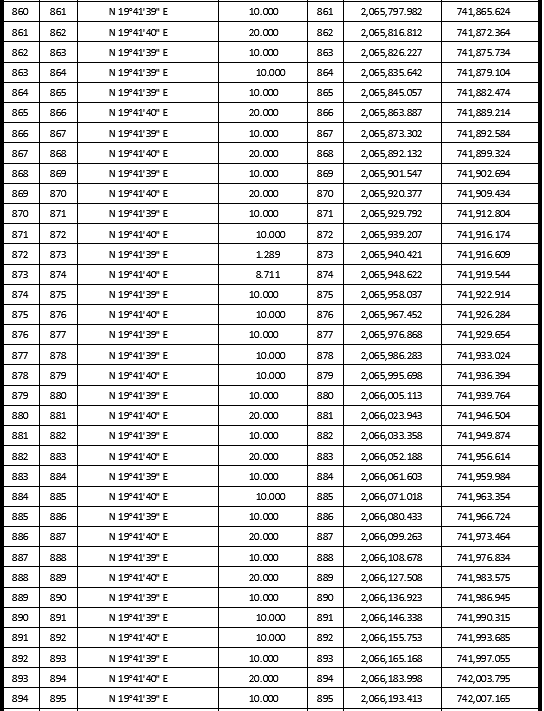 860 861 N 19°41'39" E 10.000 861 2,065,797.982 741,865.624
861 862 N 19°41'40" E 20.000 862 2,065,816.812 741,872.364
862 863 N 19°41'39" E 10.000 863 2,065,826.227 741,875.734
863 864 N 19°41'39" E 10.000 864 2,065,835.642 741,879.104
864 865 N 19°41'39" E 10.000 865 2,065,845.057 741,882.474
865 866 N 19°41'40" E 20.000 866 2,065,863.887 741,889.214
866 867 N 19°41'39" E 10.000 867 2,065,873.302 741,892.584
867 868 N 19°41'40" E 20.000 868 2,065,892.132 741,899.324
868 869 N 19°41'39" E 10.000 869 2,065,901.547 741,902.694
869 870 N 19°41'40" E 20.000 870 2,065,920.377 741,909.434
870 871 N 19°41'39" E 10.000 871 2,065,929.792 741,912.804
871 872 N 19°41'40" E 10.000 872 2,065,939.207 741,916.174
872 873 N 19°41'39" E 1.289 873 2,065,940.421 741,916.609
873 874 N 19°41'40" E 8.711 874 2,065,948.622 741,919.544
874 875 N 19°41'39" E 10.000 875 2,065,958.037 741,922.914
875 876 N 19°41'40" E 10.000 876 2,065,967.452 741,926.284
876 877 N 19°41'39" E 10.000 877 2,065,976.868 741,929.654
877 878 N 19°41'39" E 10.000 878 2,065,986.283 741,933.024
878 879 N 19°41'40" E 10.000 879 2,065,995.698 741,936.394
879 880 N 19°41'39" E 10.000 880 2,066,005.113 741,939.764
880 881 N 19°41'40" E 20.000 881 2,066,023.943 741,946.504
881 882 N 19°41'39" E 10.000 882 2,066,033.358 741,949.874
882 883 N 19°41'40" E 20.000 883 2,066,052.188 741,956.614
883 884 N 19°41'39" E 10.000 884 2,066,061.603 741,959.984
884 885 N 19°41'40" E 10.000 885 2,066,071.018 741,963.354
885 886 N 19°41'39" E 10.000 886 2,066,080.433 741,966.724
886 887 N 19°41'40" E 20.000 887 2,066,099.263 741,973.464
887 888 N 19°41'39" E 10.000 888 2,066,108.678 741,976.834
888 889 N 19°41'40" E 20.000 889 2,066,127.508 741,983.575
889 890 N 19°41'39" E 10.000 890 2,066,136.923 741,986.945
890 891 N 19°41'39" E 10.000 891 2,066,146.338 741,990.315
891 892 N 19°41'40" E 10.000 892 2,066,155.753 741,993.685
892 893 N 19°41'39" E 10.000 893 2,066,165.168 741,997.055
893 894 N 19°41'40" E 20.000 894 2,066,183.998 742,003.795
894 895 N 19°41'39" E 10.000 895 2,066,193.413 742,007.165